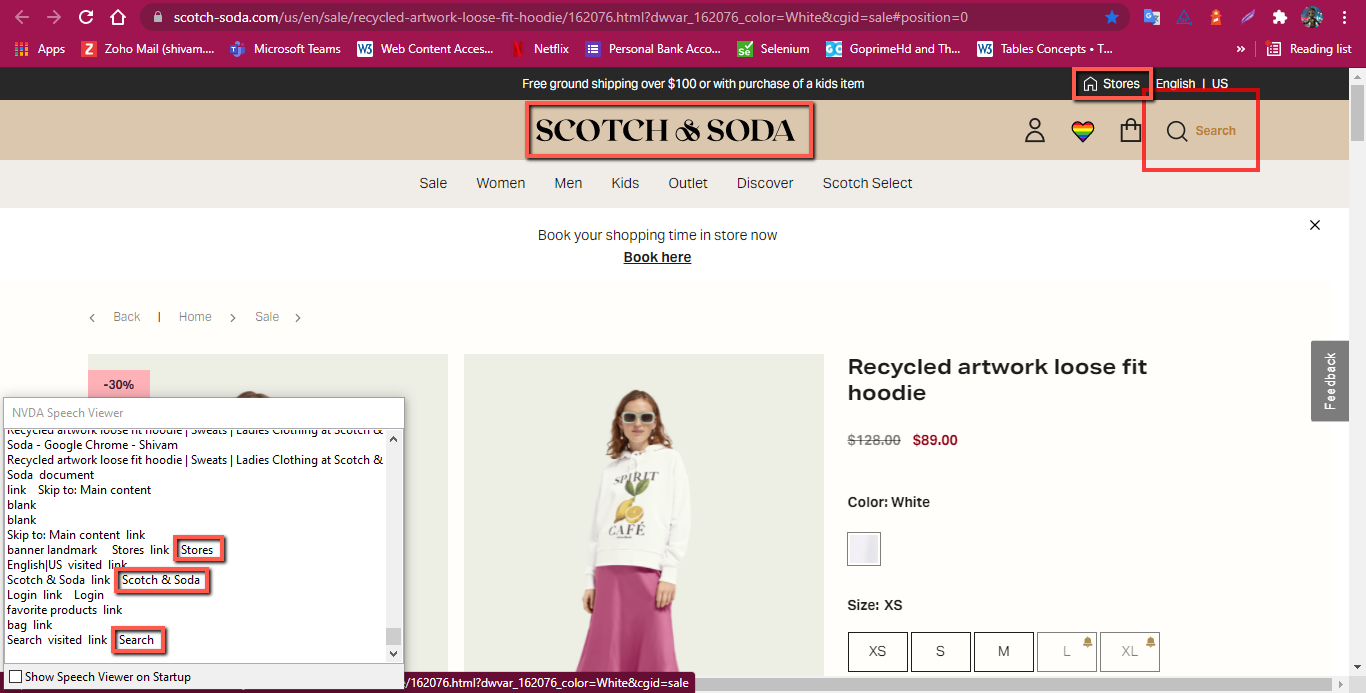 scotch-soda.com/us/en/sale/recycled-artwork-loose-fit-hoodie/162076.html?dwvar_162076_color=White&cgid=sale#position=0
Apps Zoho Mail (shivam.... Microsoft Teams Web Content Acces... Netflix Personal Bank Acco... Selenium GoprimeHd and Th... Tables Concepts • T... » Reading list
Free ground shipping over $100 or with purchase of a kids item
Stores English | US
SCOTCH & SODA
Search
Sale Women Men Kids Outlet Discover Scotch Select
Book your shopping time in store now
Book here
Back | Home Sale
-30%
SPIRIT
CAFÉ
Recycled artwork loose fit
hoodie
$128.00 $89.00
Color: White
Size: XS
XS S M L XL
Feedback
NVDA Speech Viewer
Recycled artwork loose fit hoodie | Sweats | Ladies Clothing at Scotch &
Soda - Google Chrome - Shivam
Recycled artwork loose fit hoodie | Sweats | Ladies Clothing at Scotch &
Soda document
link Skip to: Main content
blank
blank
Skip to: Main content link
banner landmark Stores link Stores
English|US visited link
Scotch & Soda link Scotch & Soda
Login link Login
favorite products link
bag link
Search visited link Search
Show Speech Viewer on Startup
/162076.html?dwvar_162076_color=White&cgid=sale